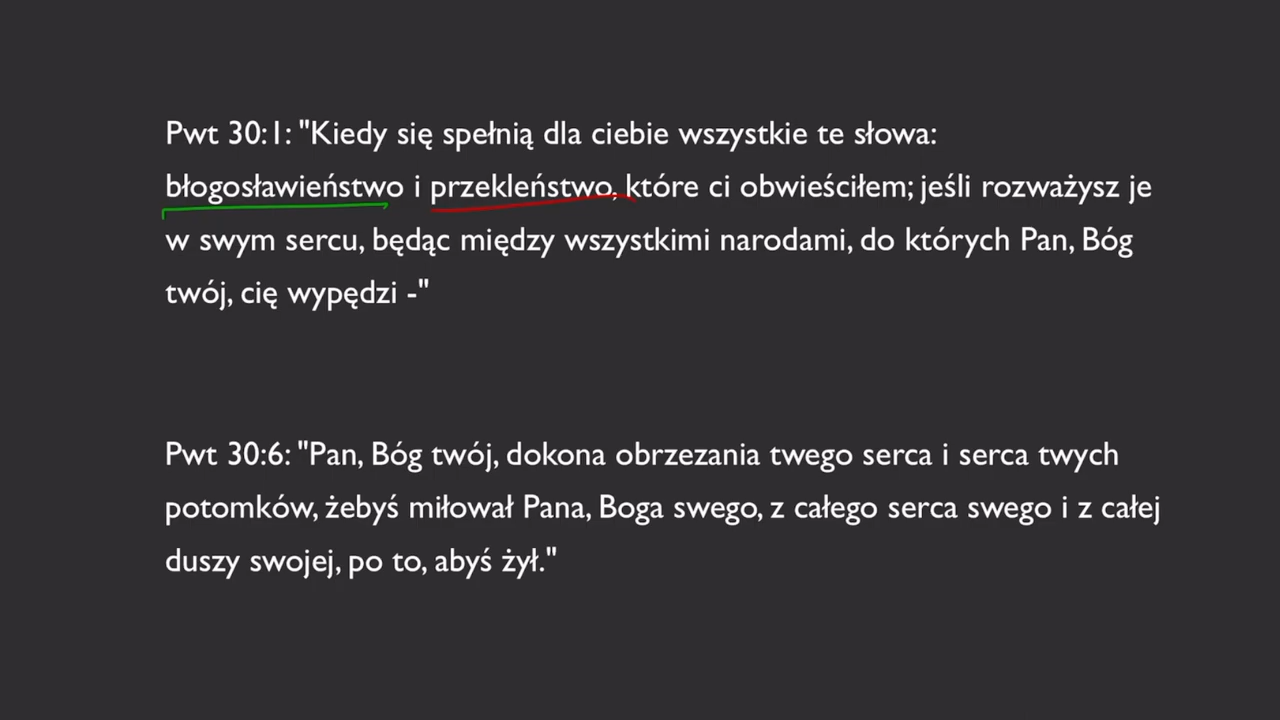 Pwt 30:1: "Kiedy się spełnią dla ciebie wszystkie te słowa:
błogosławieństwo i przekleństwo, które ci obwieściłem; jeśli rozważysz je
w swym sercu, będąc między wszystkimi narodami, do których Pan, Bóg
twój, cię wypędzi -"
Pwt 30:6: "Pan, Bóg twój, dokona obrzezania twego serca i serca twych
potomków, żebyś miłował Pana, Boga swego, z całego serca swego i z całej
duszy swojej, po to, abyś żył."